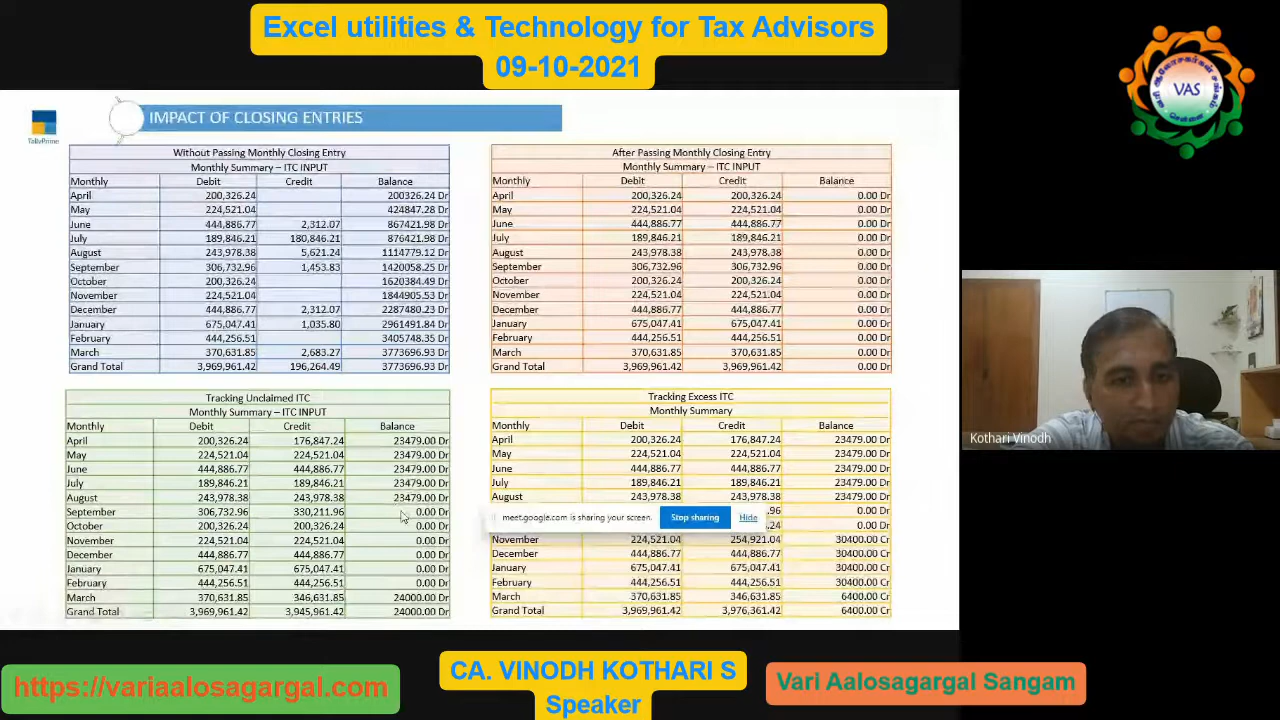 Excel utilities & Technology for Tax Advisors
09-10-2021
TallyPrime
IMPACT OF CLOSING ENTRIES
Without Passing Monthly Closing Entry
Monthly Summary – ITC INPUT
Monthly Debit Credit Balance
April 200,326.24 200326.24 Dr
May 224,521.04 424847.28 Dr
June 444,886.77 2,312.07 867421.98 Dr
July 189,846.21 180,846.21 876421.98 Dr
August 243,978.38 5,621.24 1114779.12 Dr
September 306,732.96 1,453.83 1420058.25 Dr
October 200,326.24 1620384.49 Dr
November 224,521.04 1844905.53 Dr
December 444,886.77 2,312.07 2287480.23 Dr
January 675,047.41 1,035.80 2961491.84 Dr
February 444,256.51 3405748.35 Dr
March 370,631.85 2,683.27 3773696.93 Dr
Grand Total 3,969,961.42 196,264.49 3773696.93 Dr
After Passing Monthly Closing Entry
Monthly Summary – ITC INPUT
Monthly Debit Credit Balance
April 200,326.24 200,326.24 0.00 Dr
May 224,521.04 224,521.04 0.00 Dr
June 444,886.77 444,886.77 0.00 Dr
July 189,846.21 189,846.21 0.00 Dr
August 243,978.38 243,978.38 0.00 Dr
September 306,732.96 306,732.96 0.00 Dr
October 200,326.24 200,326.24 0.00 Dr
November 224,521.04 224,521.04 0.00 Dr
December 444,886.77 444,886.77 0.00 Dr
January 675,047.41 675,047.41 0.00 Dr
February 444,256.51 444,256.51 0.00 Dr
March 370,631.85 370,631.85 0.00 Dr
Grand Total 3,969,961.42 3,969,961.42 0.00 Dr
Tracking Unclaimed ITC
Monthly Summary – ITC INPUT
Monthly Debit Credit Balance
April 200,326.24 176,847.24 23479.00 Dr
May 224,521.04 224,521.04 23479.00 Dr
June 444,886.77 444,886.77 23479.00 Dr
July 189,846.21 189,846.21 23479.00 Dr
August 243,978.38 243,978.38 23479.00 Dr
September 306,732.96 330,211.96 0.00 Dr
October 200,326.24 200,326.24 0.00 Dr
November 224,521.04 224,521.04 0.00 Dr
December 444,886.77 444,886.77 0.00 Dr
January 675,047.41 675,047.41 0.00 Dr
February 444,256.51 444,256.51 0.00 Dr
March 370,631.85 346,631.85 24000.00 Dr
Grand Total 3,969,961.42 3,945,961.42 24000.00 Dr
Tracking Excess ITC
Monthly Summary
Monthly Debit Credit Balance
April 200,326.24 176,847.24 23479.00 Dr
May 224,521.04 224,521.04 23479.00 Dr
June 444,886.77 444,886.77 23479.00 Dr
July 189,846.21 189,846.21 23479.00 Dr
August 243,978.38 243,978.38 23479.00 Dr
.96 0.00 Dr
meet.google.com is sharing your screen. Stop sharing Hide
.24 0.00 Dr
November 224,521.04 254,921.04 30400.00 Cr
December 444,886.77 444,886.77 30400.00 Cr
January 675,047.41 675,047.41 30400.00 Cr
February 444,256.51 444,256.51 30400.00 Cr
March 370,631.85 346,631.85 6400.00 Cr
Grand Total 3,969,961.42 3,976,361.42 6400.00 Cr
VAS
Kothari Vinodh
https://variaalosagargal.com
CA. VINODH KOTHARI S
Speaker
Vari Aalosagargal Sangam